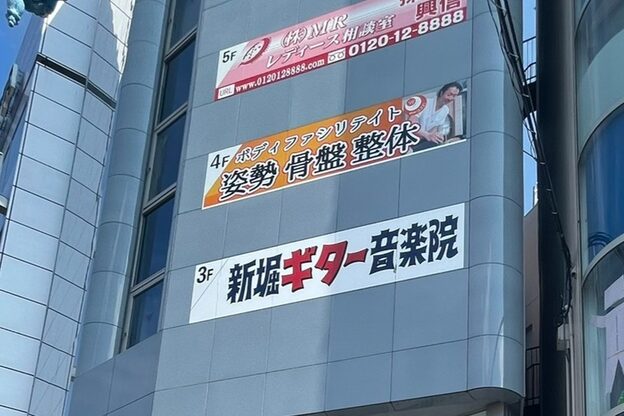 5F
㈱MR
興信
レディース相談室
0120-12-8888
URL www.0120128888.com
4F
ボディファシリテイト
姿勢 骨盤 整体
3F
新堀ギター音楽院